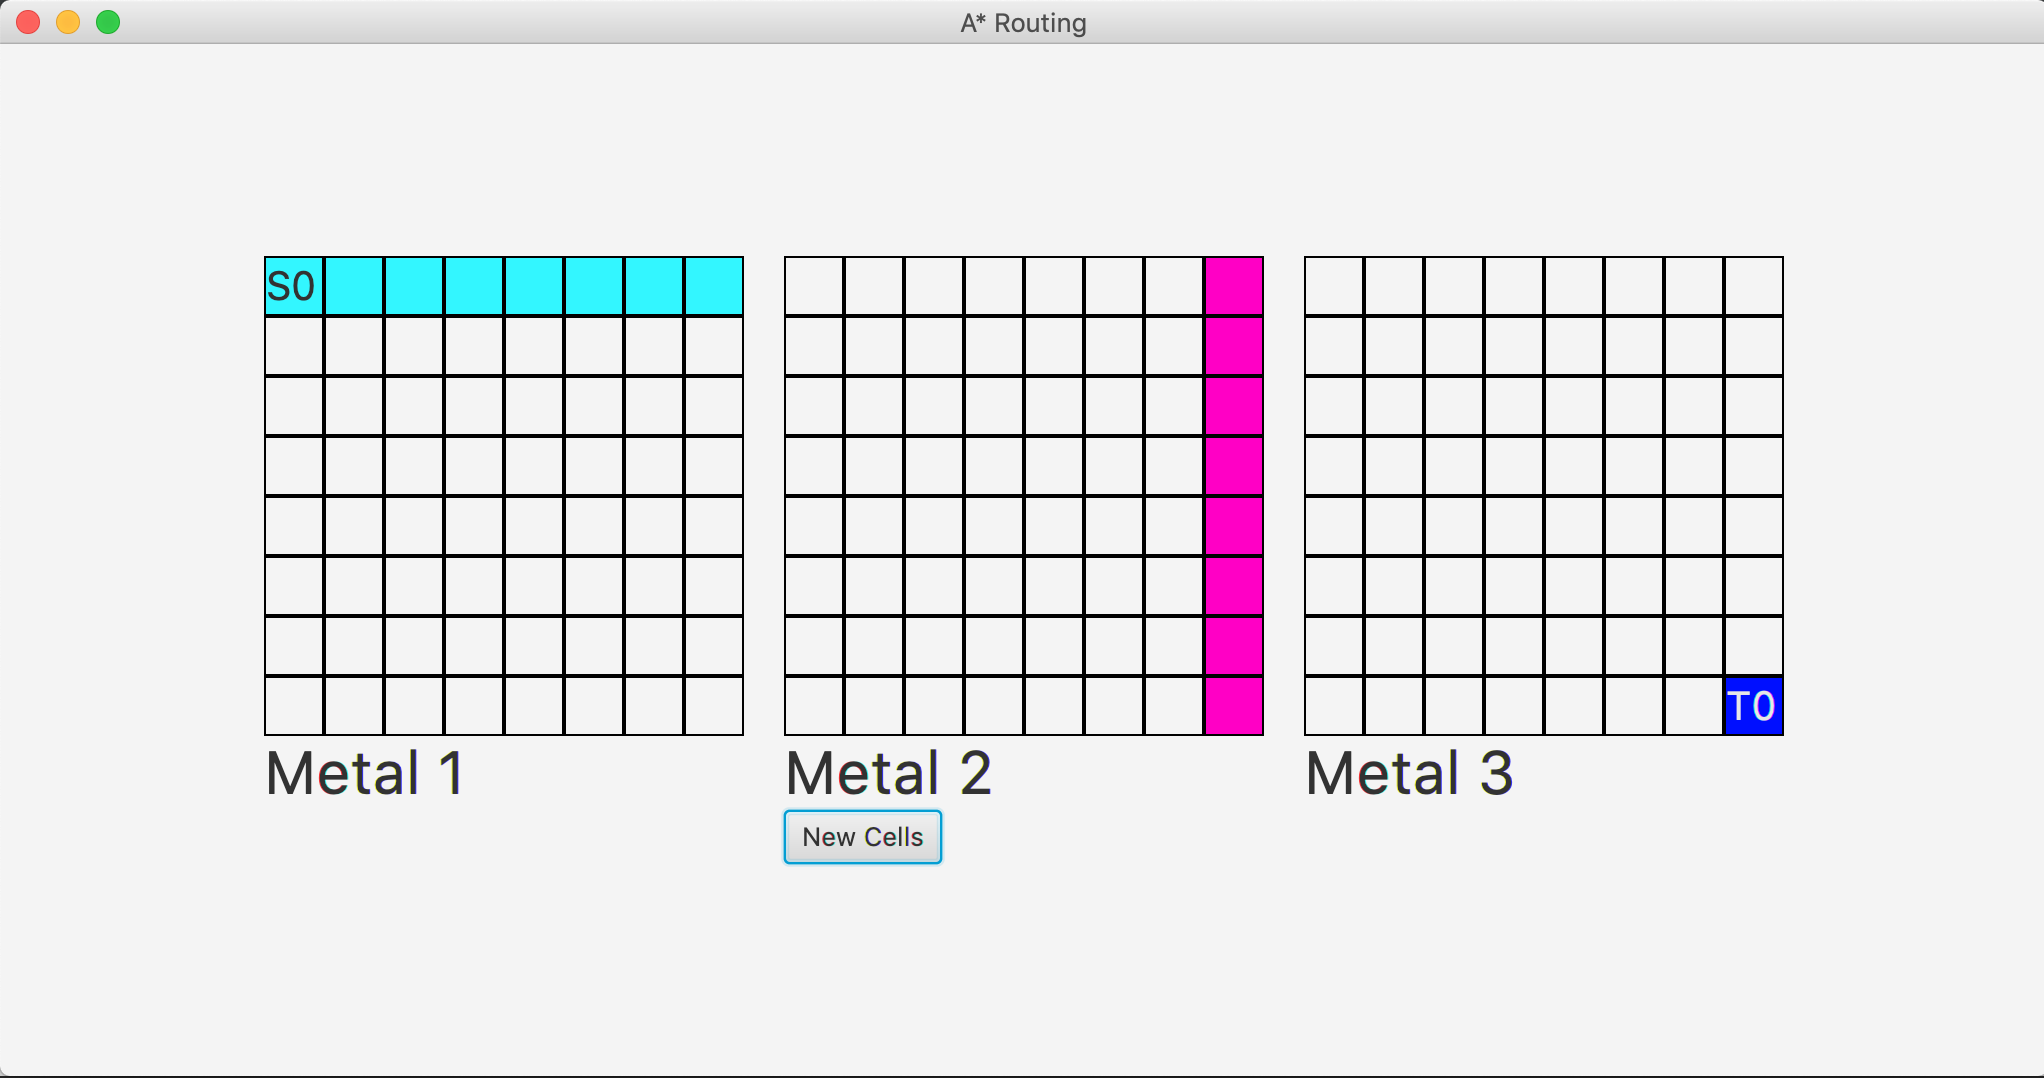 A* Routing
S0
T0
Metal 1
Metal 2
Metal 3
New Cells